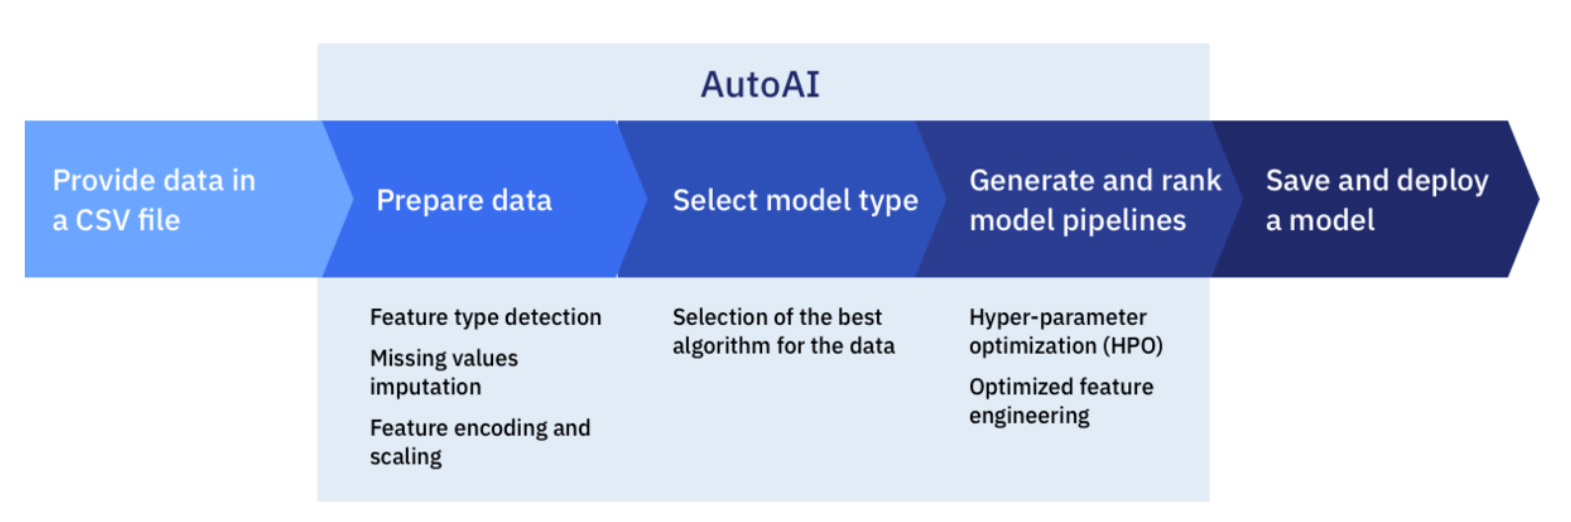 AutoAI
Provide data in
a CSV file
Prepare data
Select model type
Generate and rank
model pipelines
Save and deploy
a model
Feature type detection
Missing values
imputation
Feature encoding and
scaling
Selection of the best
algorithm for the data
Hyper-parameter
optimization (HPO)
Optimized feature
engineering